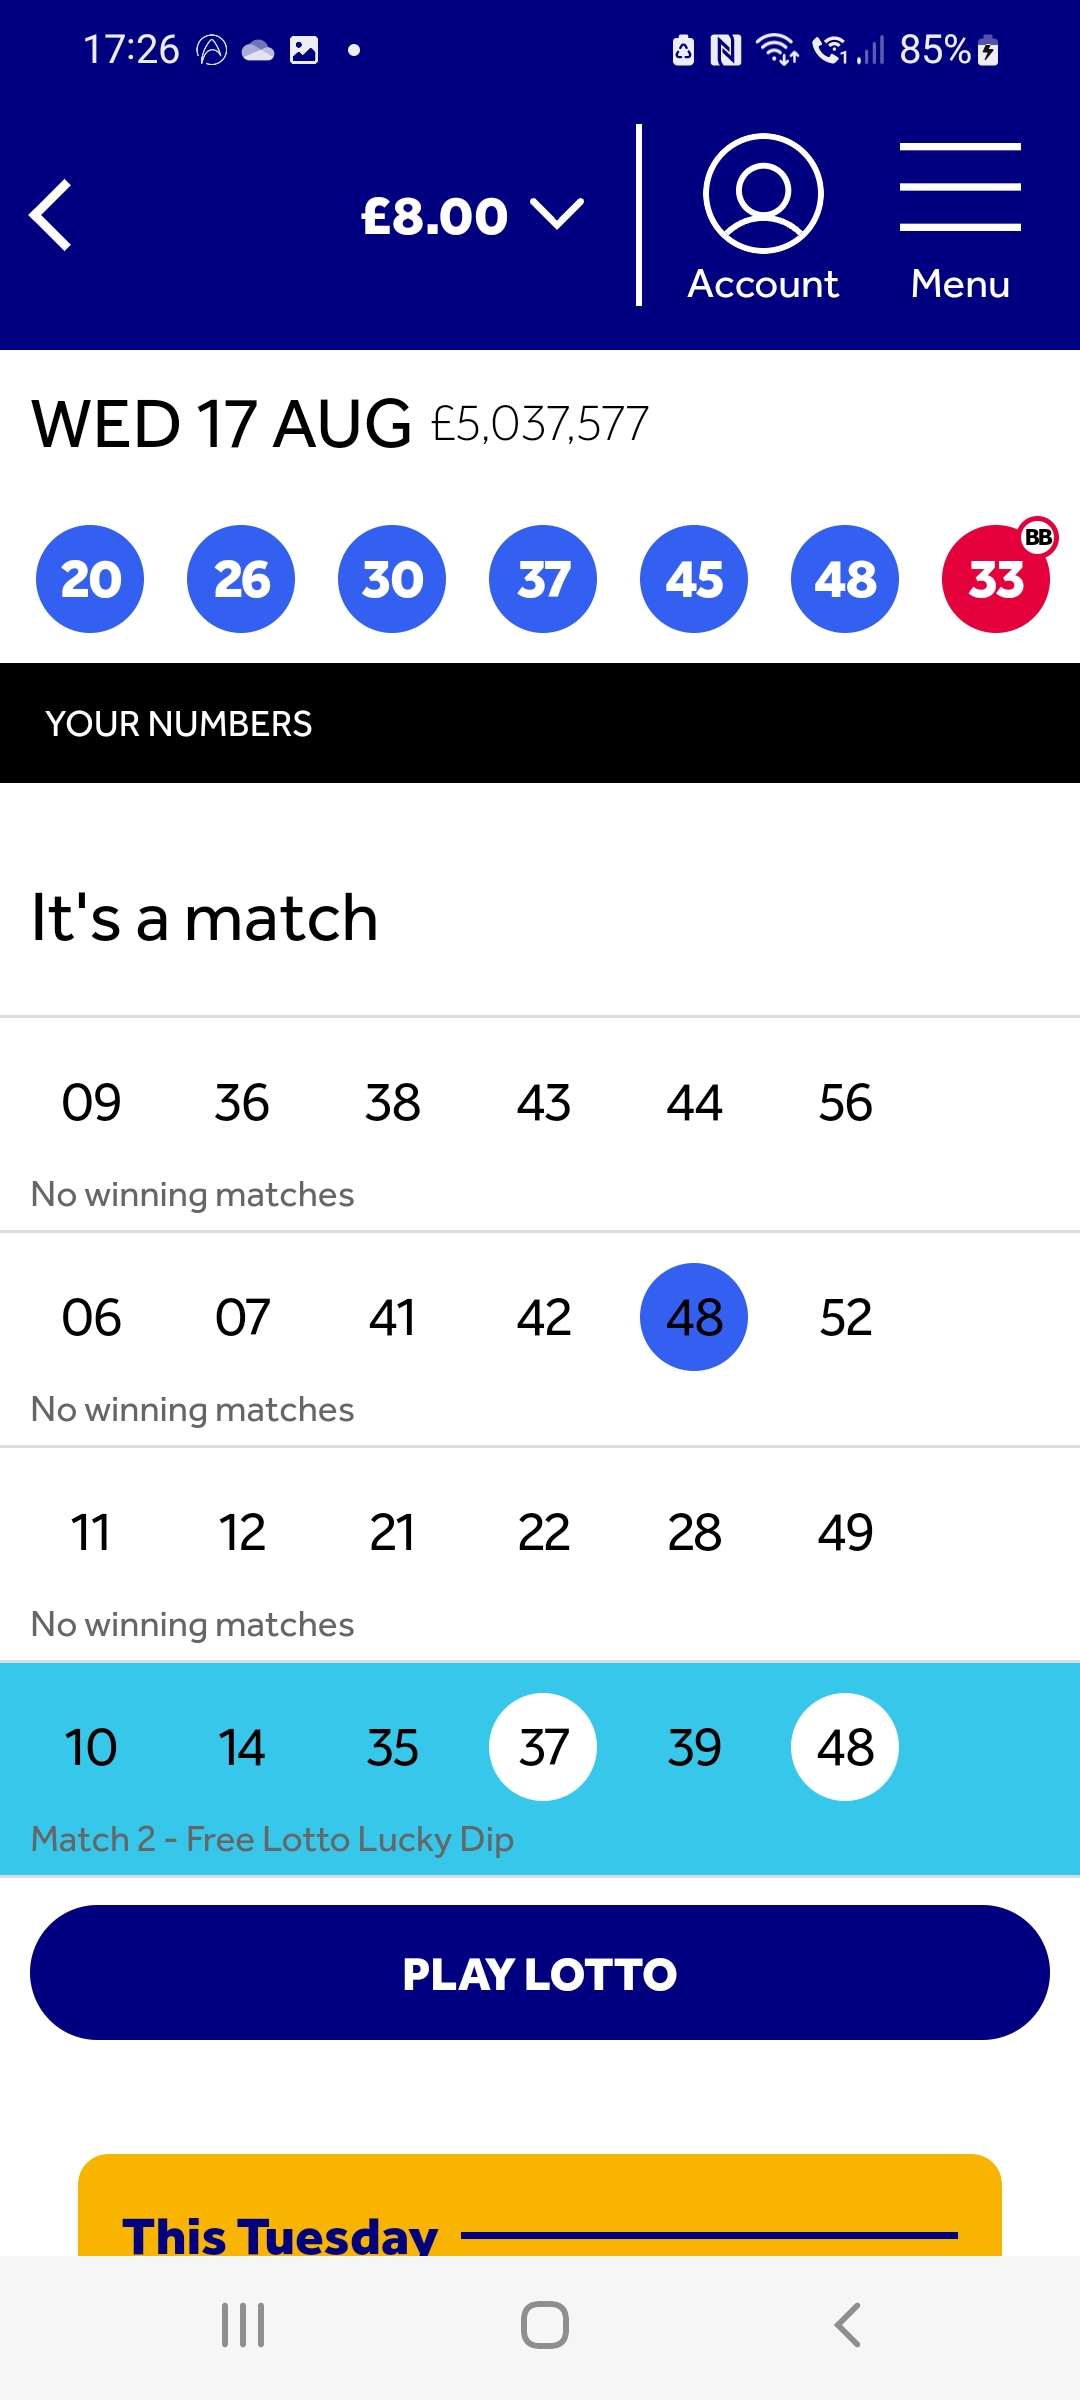 17:26 85%
£8.00
Account Menu
WED 17 AUG £5,037,577
20 26 30 37 45 48 33 BB
YOUR NUMBERS
It's a match
09 36 38 43 44 56
No winning matches
06 07 41 42 48 52
No winning matches
11 12 21 22 28 49
No winning matches
10 14 35 37 39 48
Match 2 - Free Lotto Lucky Dip
PLAY LOTTO
This Tuesday